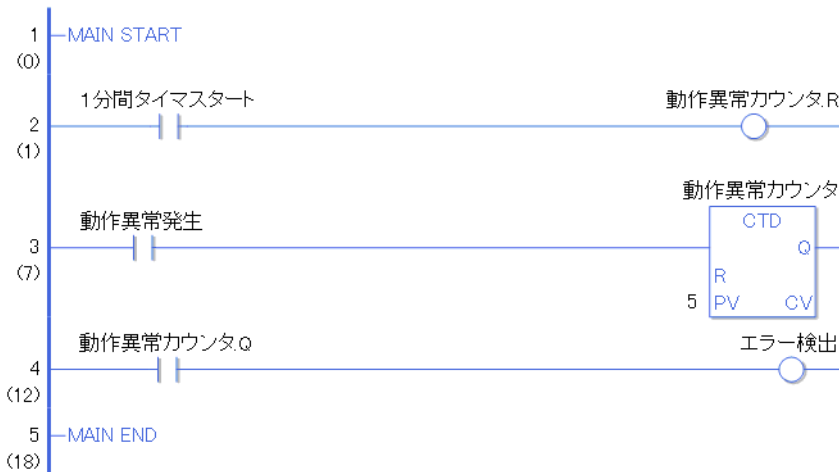 1 MAIN START
(0)
1分間タイマスタート 動作異常カウンタ.R
2
(1)
動作異常カウンタ
動作異常発生 CTD
3 Q
(7)
R
5 PV CV
動作異常カウンタ.Q エラー検出
4
(12)
5 MAIN END
(18)